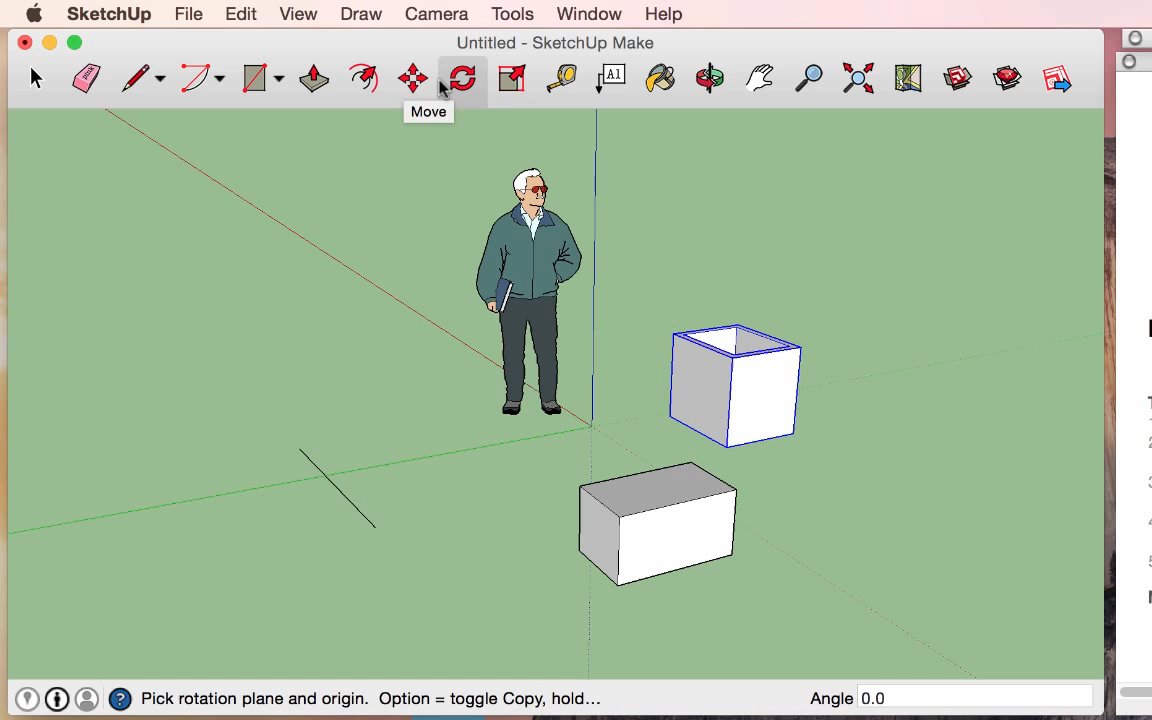 SketchUp File Edit View Draw Camera Tools Window Help
Untitled - SketchUp Make
A1
Move
Pick rotation plane and origin. Option = toggle Copy, hold... Angle 0.0